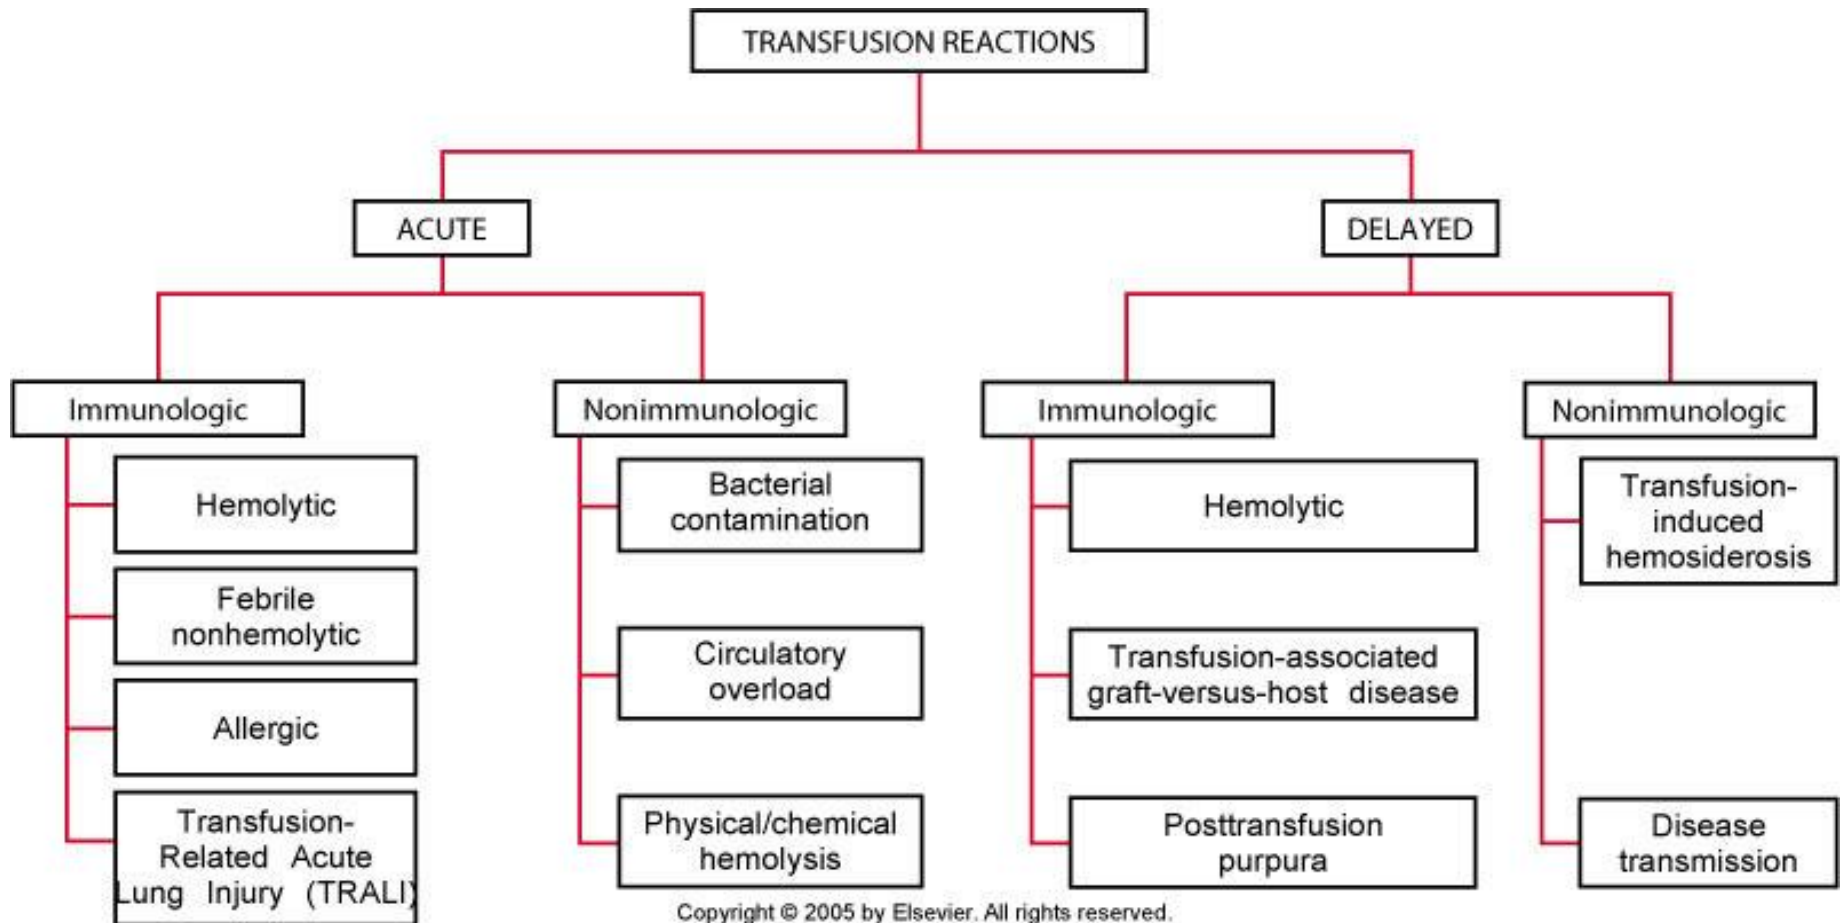 TRANSFUSION REACTIONS
ACUTE
DELAYED
Immunologic
Nonimmunologic
Immunologic
Nonimmunologic
Hemolytic
Febrile
nonhemolytic
Allergic
Transfusion-
Related Acute
Lung Injury (TRALI)
Bacterial
contamination
Circulatory
overload
Physical/chemical
hemolysis
Hemolytic
Transfusion-associated
graft-versus-host disease
Posttransfusion
purpura
Transfusion-
induced
hemosiderosis
Disease
transmission
Copyright © 2005 by Elsevier. All rights reserved.